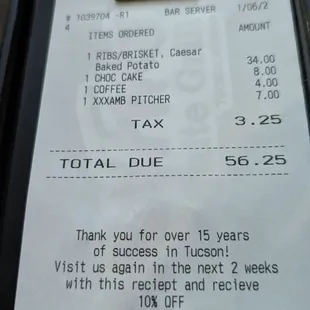 # 1039704 -R1 BAR SERVER 1/06/2
4
ITEMS ORDERED AMOUNT
1 RIBS/BRISKET, Caesar
Baked Potato 34.00
1 CHOC CAKE 8.00
1 COFFEE 4.00
1 XXXAMB PITCHER 7.00
TAX 3.25
TOTAL DUE 56.25
Thank you for over 15 years
of success in Tucson!
Visit us again in the next 2 weeks
with this reciept and recieve
10% OFF